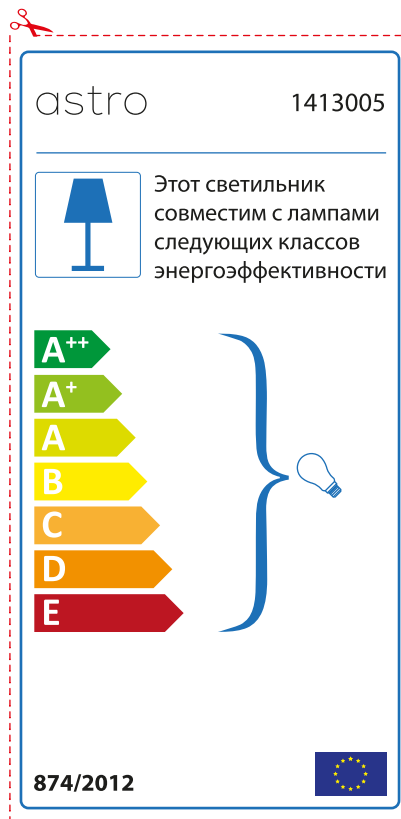 astro
1413005
Этот светильник
совместим с лампами
следующих классов
энергоэффективности
A++
A+
A
B
C
D
E
874/2012